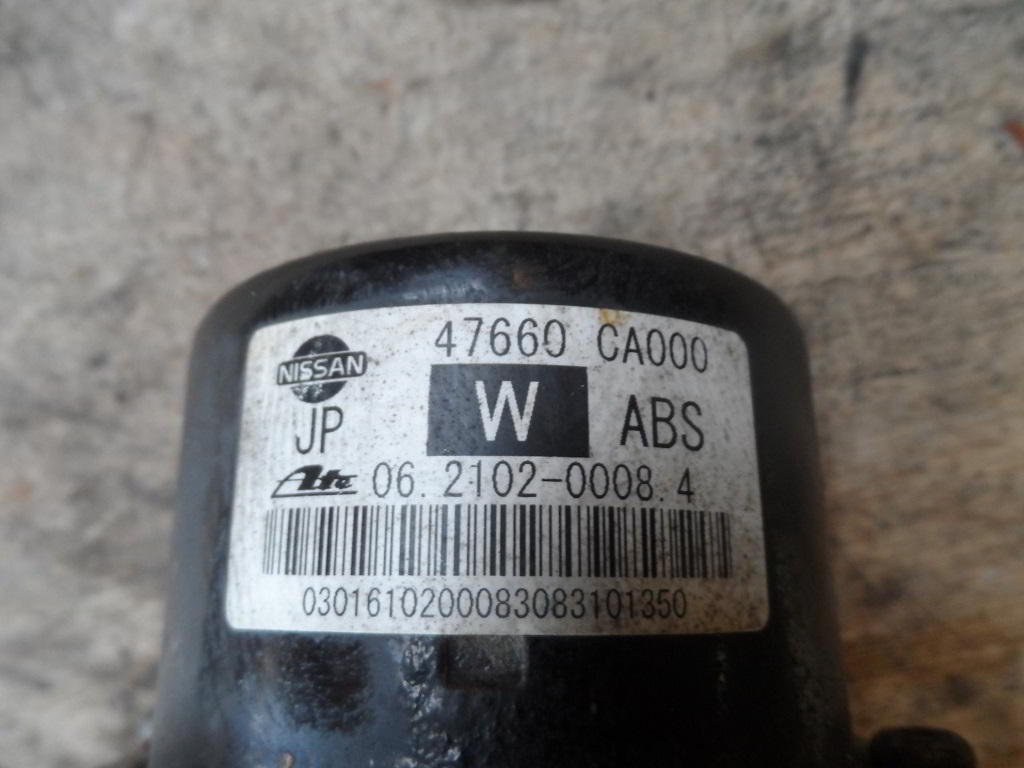 47660 CA000
NISSAN
JP W ABS
Ate 06.2102-0008.4
0301610200083083101350